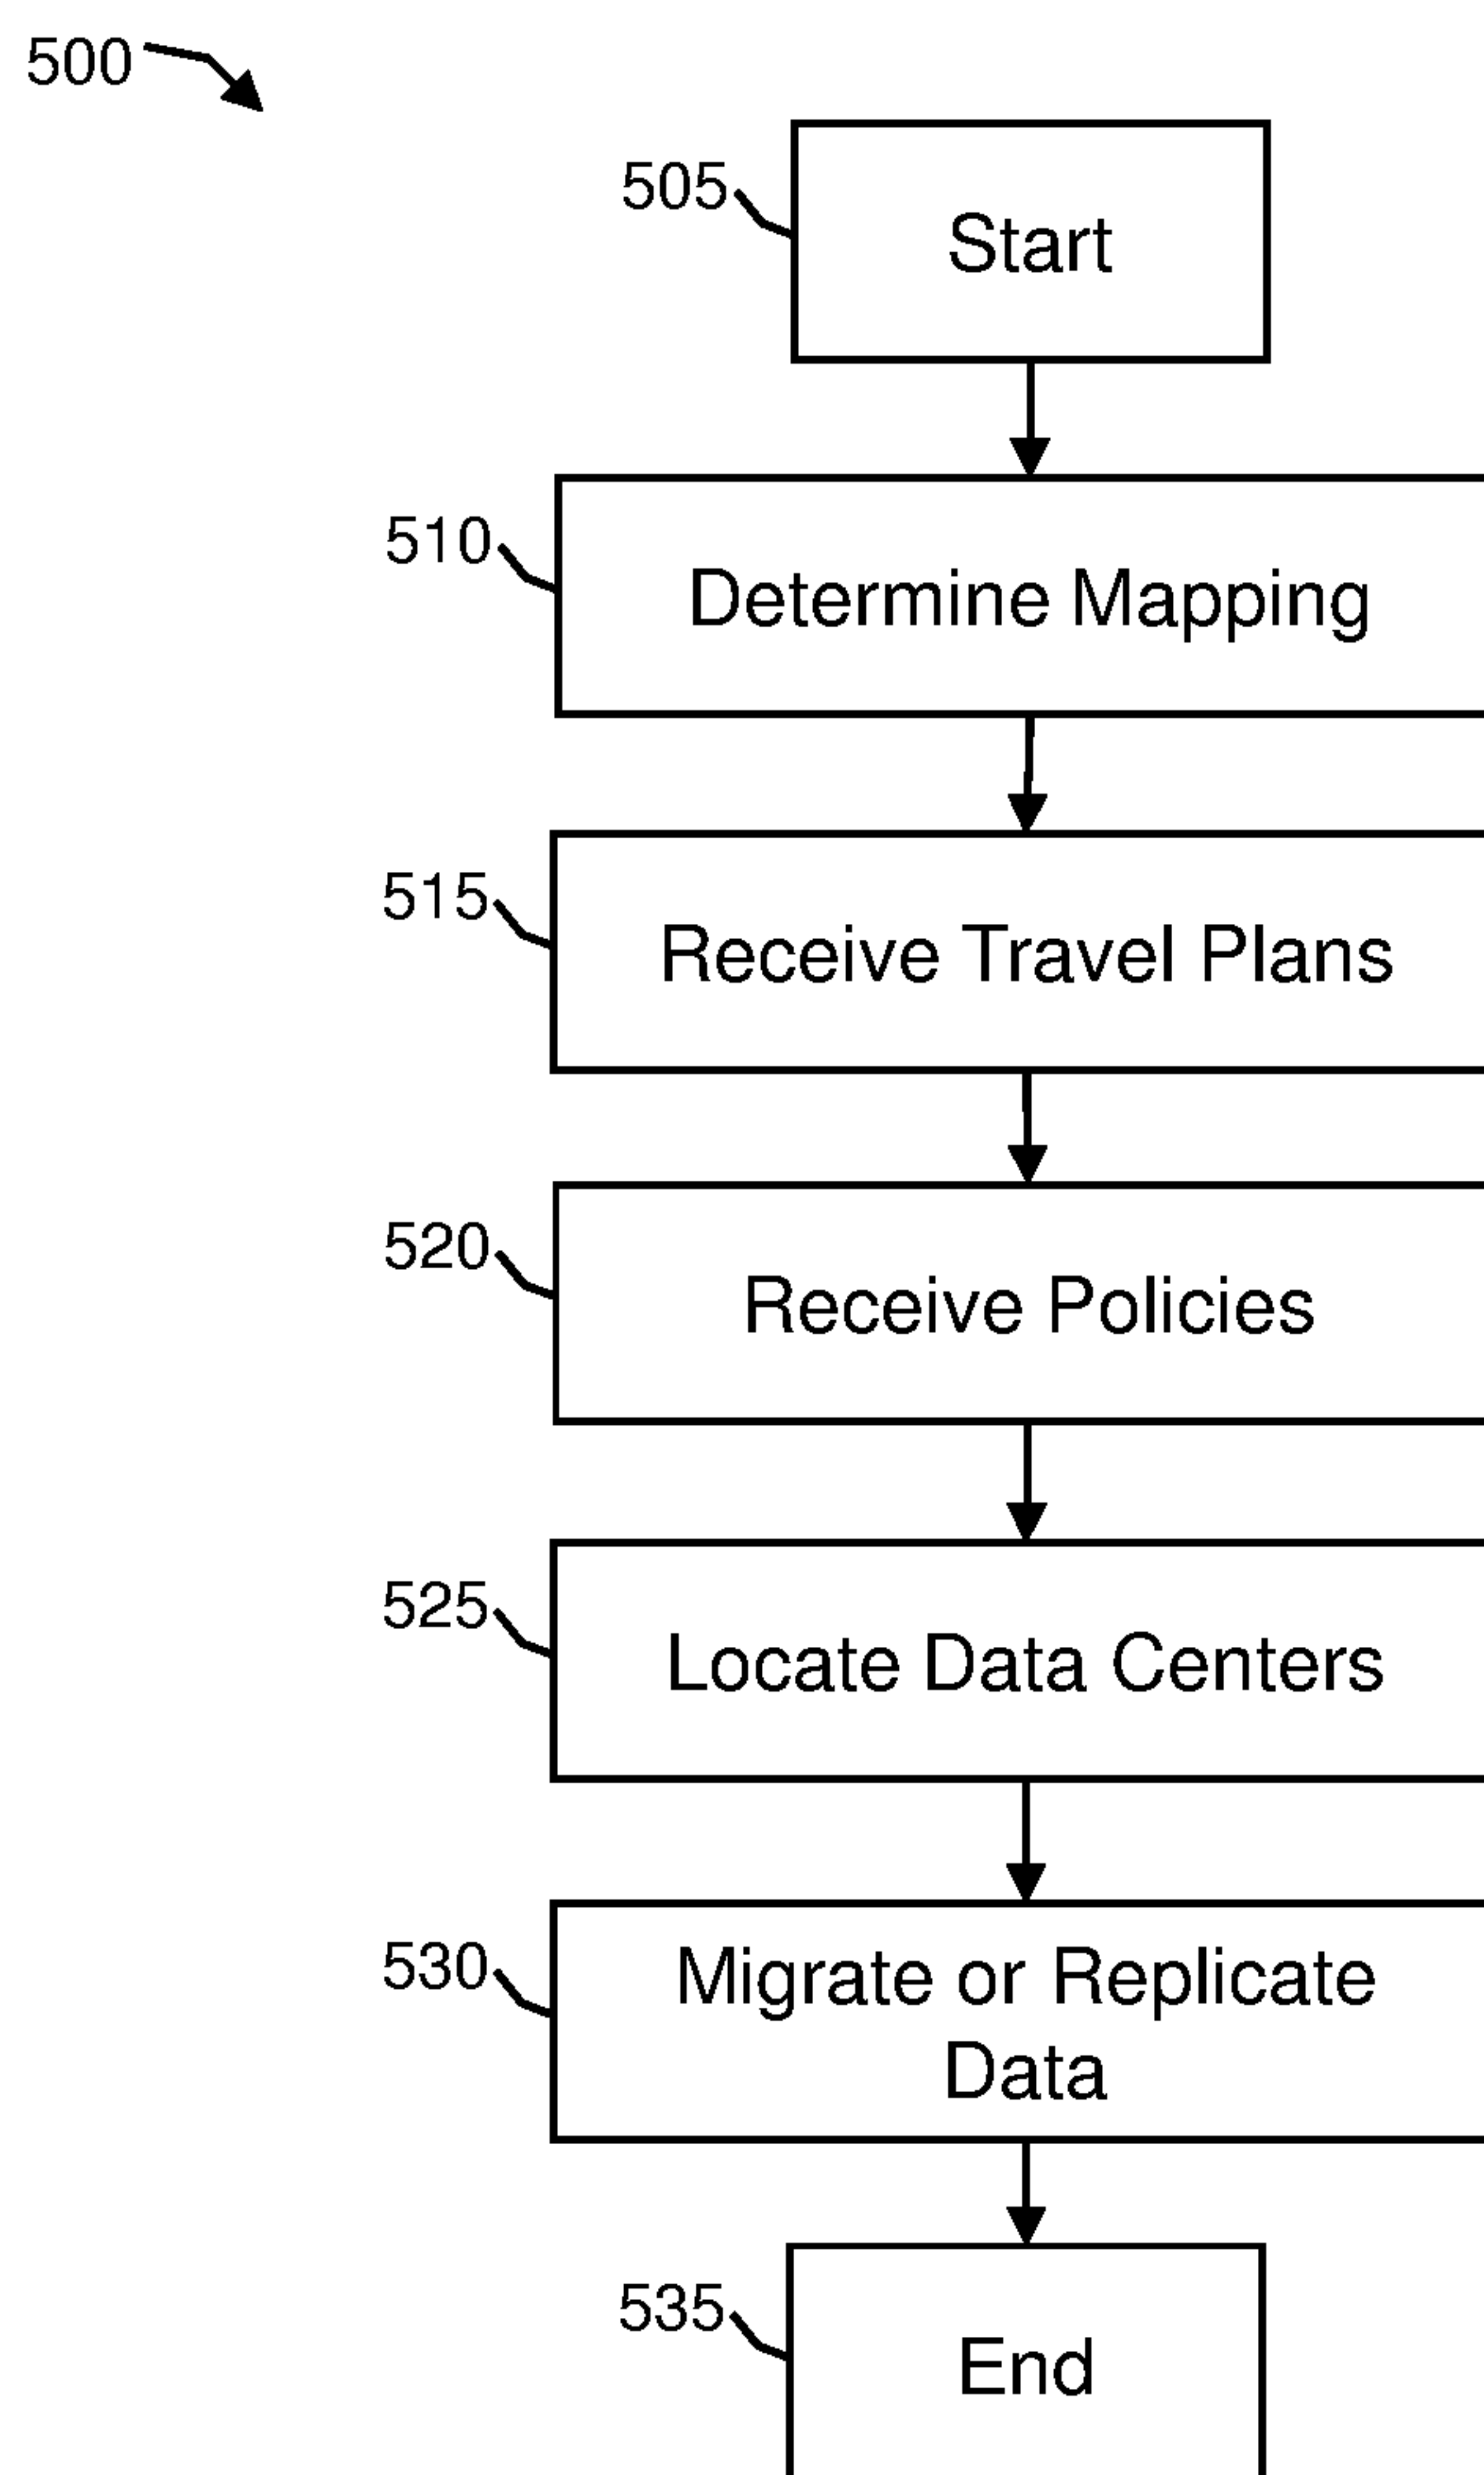 500
505
Start
510
Determine Mapping
515
Receive Travel Plans
520
Receive Policies
525
Locate Data Centers
530
Migrate or Replicate
Data
535
End